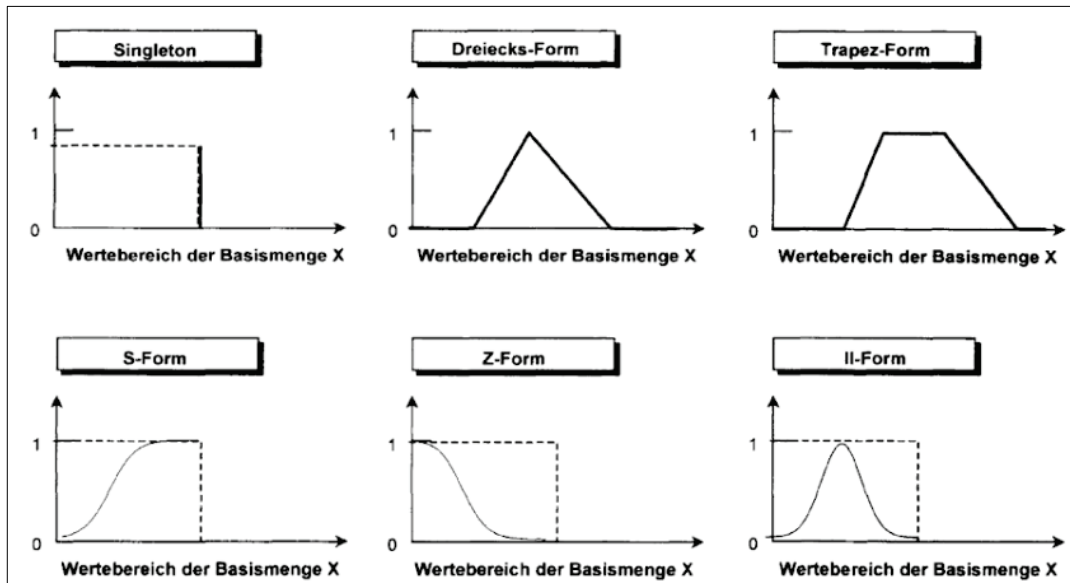 Singleton
Dreiecks-Form
Trapez-Form
1
0
Wertebereich der Basismenge X
1
0
Wertebereich der Basismenge X
1
0
Wertebereich der Basismenge X
S-Form
Z-Form
II-Form
1
0
Wertebereich der Basismenge X
1
0
Wertebereich der Basismenge X
1
0
Wertebereich der Basismenge X